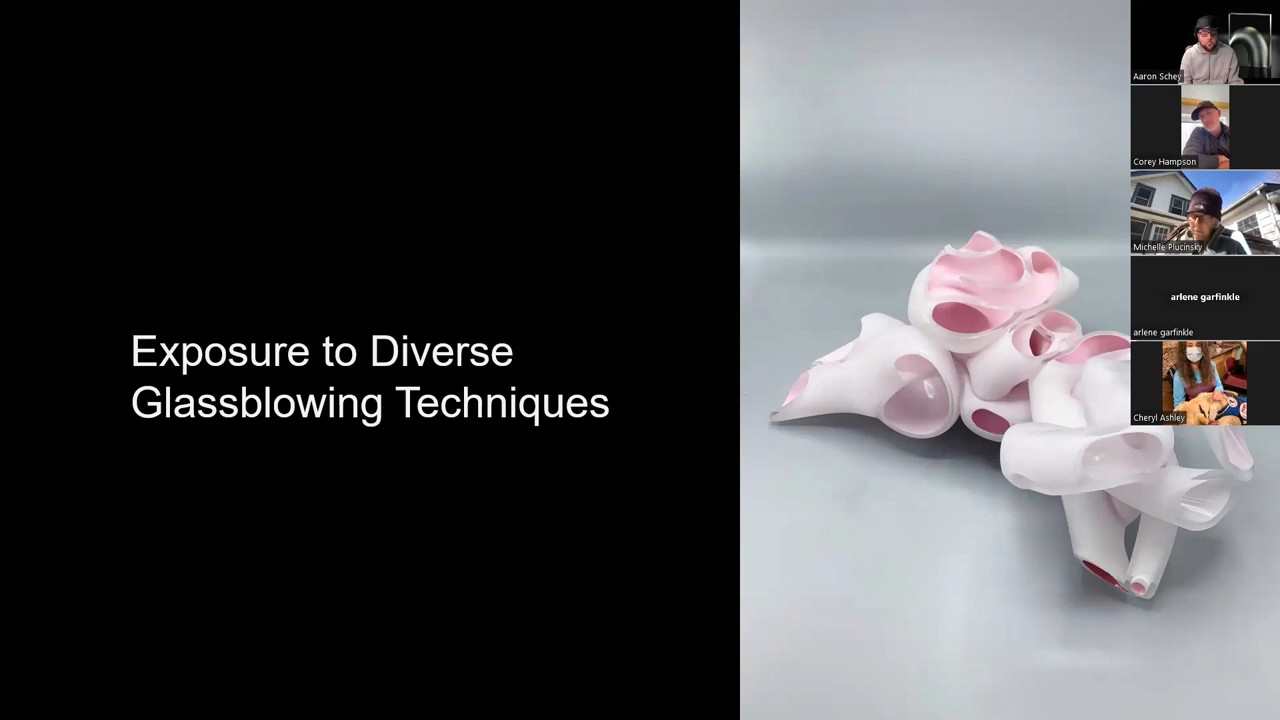 Exposure to Diverse
Glassblowing Techniques
Aaron Schey
Corey Hampson
Michelle Plucinsky
arlene garfinkle
arlene garfinkle
Cheryl Ashley